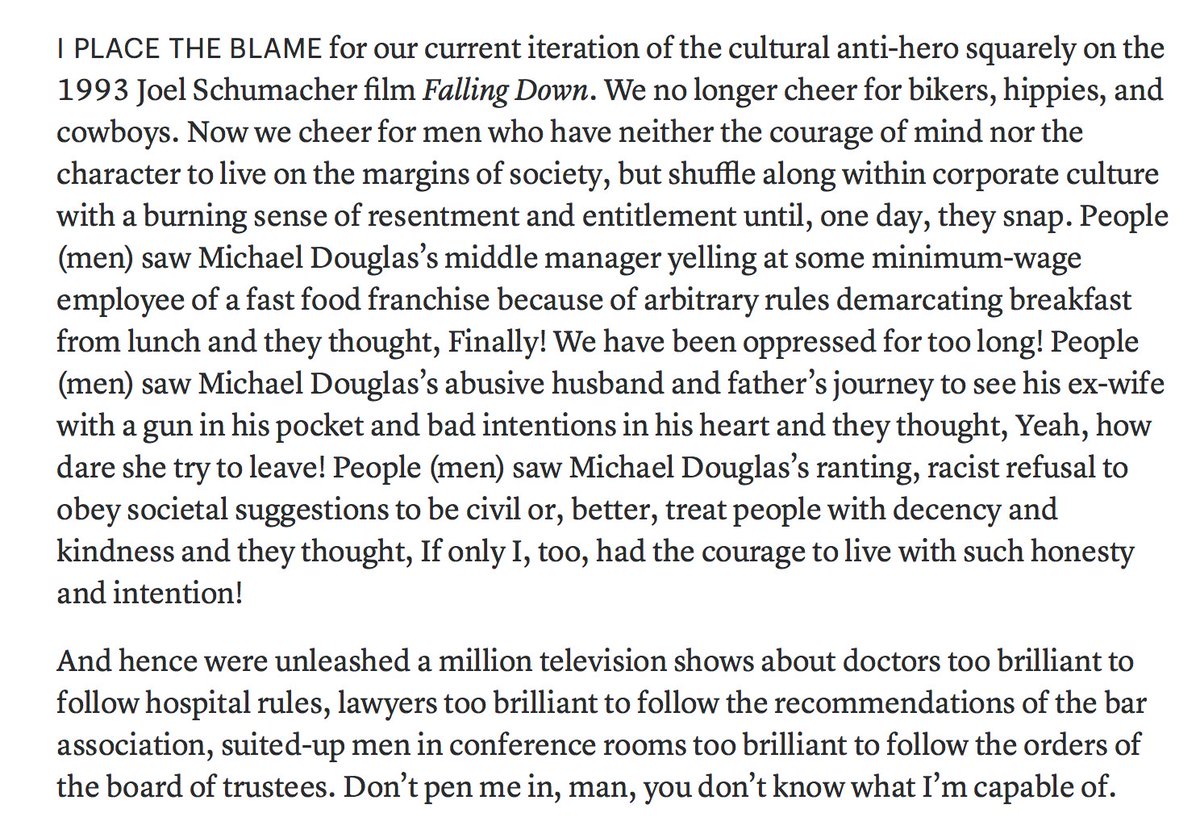 I PLACE THE BLAME for our current iteration of the cultural anti-hero squarely on the
1993 Joel Schumacher film Falling Down. We no longer cheer for bikers, hippies, and
cowboys. Now we cheer for men who have neither the courage of mind nor the
character to live on the margins of society, but shuffle along within corporate culture
with a burning sense of resentment and entitlement until, one day, they snap. People
(men) saw Michael Douglas’s middle manager yelling at some minimum-wage
employee of a fast food franchise because of arbitrary rules demarcating breakfast
from lunch and they thought, Finally! We have been oppressed for too long! People
(men) saw Michael Douglas’s abusive husband and father’s journey to see his ex-wife
with a gun in his pocket and bad intentions in his heart and they thought, Yeah, how
dare she try to leave! People (men) saw Michael Douglas’s ranting, racist refusal to
obey societal suggestions to be civil or, better, treat people with decency and
kindness and they thought, If only I, too, had the courage to live with such honesty
and intention!
And hence were unleashed a million television shows about doctors too brilliant to
follow hospital rules, lawyers too brilliant to follow the recommendations of the bar
association, suited-up men in conference rooms too brilliant to follow the orders of
the board of trustees. Don’t pen me in, man, you don’t know what I’m capable of.